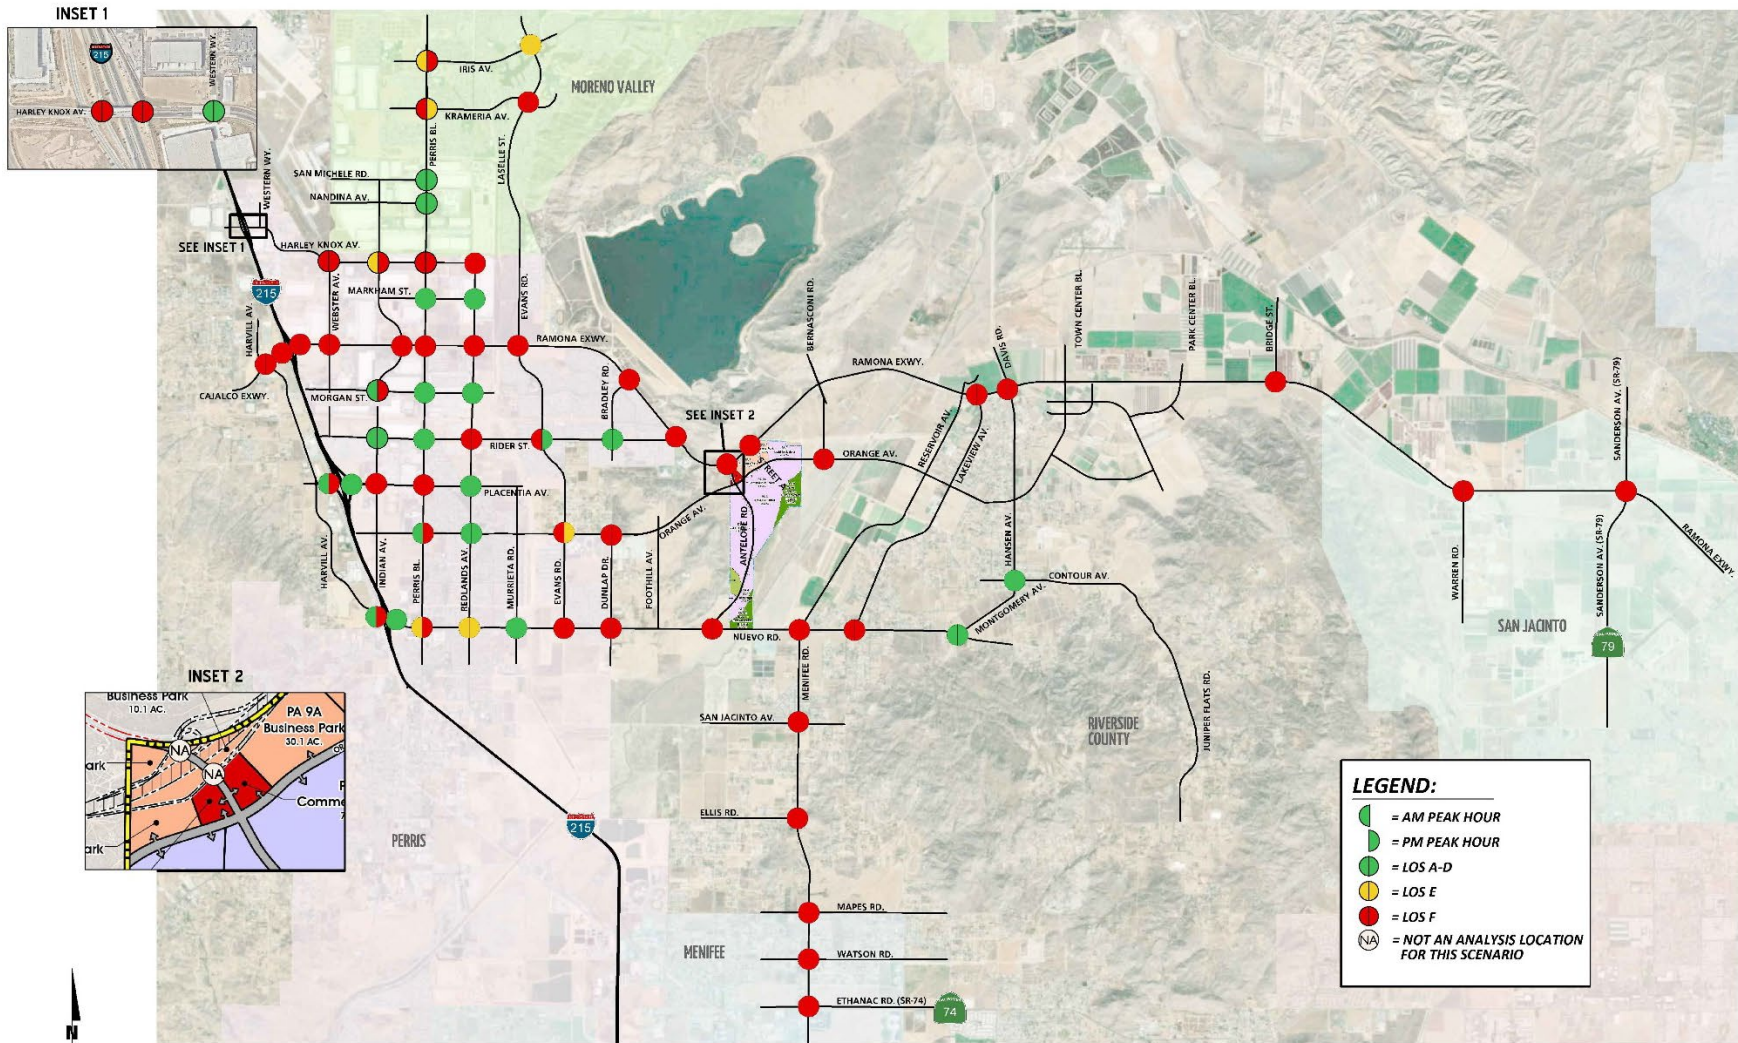 INSET 1
215
WESTERN WY.
HARLEY KNOX AV.
IRIS AV.
MORENO VALLEY
KRAMERIA AV.
PERRIS BL.
LASELLE ST.
SAN MICHELE RD.
NANDINA AV.
WESTERN WY.
SEE INSET 1
HARLEY KNOX AV.
215
MARKHAM ST.
WEBSTER AV.
EVANS RD.
HARVILL AV.
RAMONA EXWY.
BERNASCONI RD.
RAMONA EXWY.
DAVIS RD.
TOWN CENTER BL.
PARK CENTER BL.
BRIDGE ST.
CAJALCO EXWY.
MORGAN ST.
BRADLEY RD.
SEE INSET 2
RIDER ST.
STREET A
ORANGE AV.
RESERVOIR AV.
LAKEVIEW AV.
SANDERSON AV. (SR-79)
PLACENTIA AV.
ORANGE AV.
ANTELOPE RD.
HANSEN AV.
WARREN RD.
RAMONA EXWY.
HARVILL AV.
INDIAN AV.
PERRIS BL.
REDLANDS AV.
MURRIETA RD.
EVANS RD.
DUNLAP DR.
FOOTHILL AV.
CONTOUR AV.
MONTGOMERY AV.
SANDERSON AV. (SR-79)
NUEVO RD.
SAN JACINTO
79
MENIFEE RD.
JUNIPER FLATS RD.
INSET 2
Business Park
10.1 AC.
PA 9A
Business Park
30.1 AC.
NA
NA
ark
Comme
ark
SAN JACINTO AV.
RIVERSIDE
COUNTY
ELLIS RD.
215
PERRIS
MAPES RD.
MENIFEE
WATSON RD.
ETHANAC RD. (SR-74)
74
LEGEND:
= AM PEAK HOUR
= PM PEAK HOUR
= LOS A-D
= LOS E
= LOS F
NA = NOT AN ANALYSIS LOCATION
FOR THIS SCENARIO
N